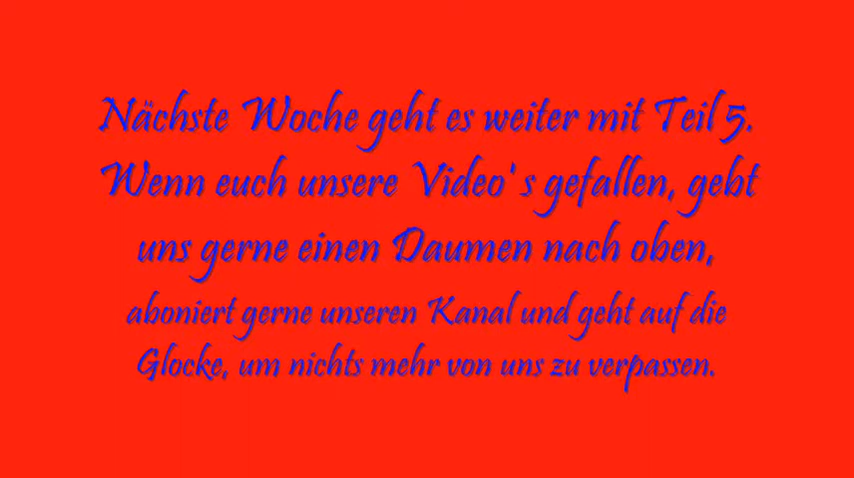 Nächste Woche geht es weiter mit Teil 5.
Wenn euch unsere Video's gefallen, gebt
uns gerne einen Daumen nach oben,
aboniert gerne unseren Kanal und geht auf die
Glocke, um nichts mehr von uns zu verpassen.